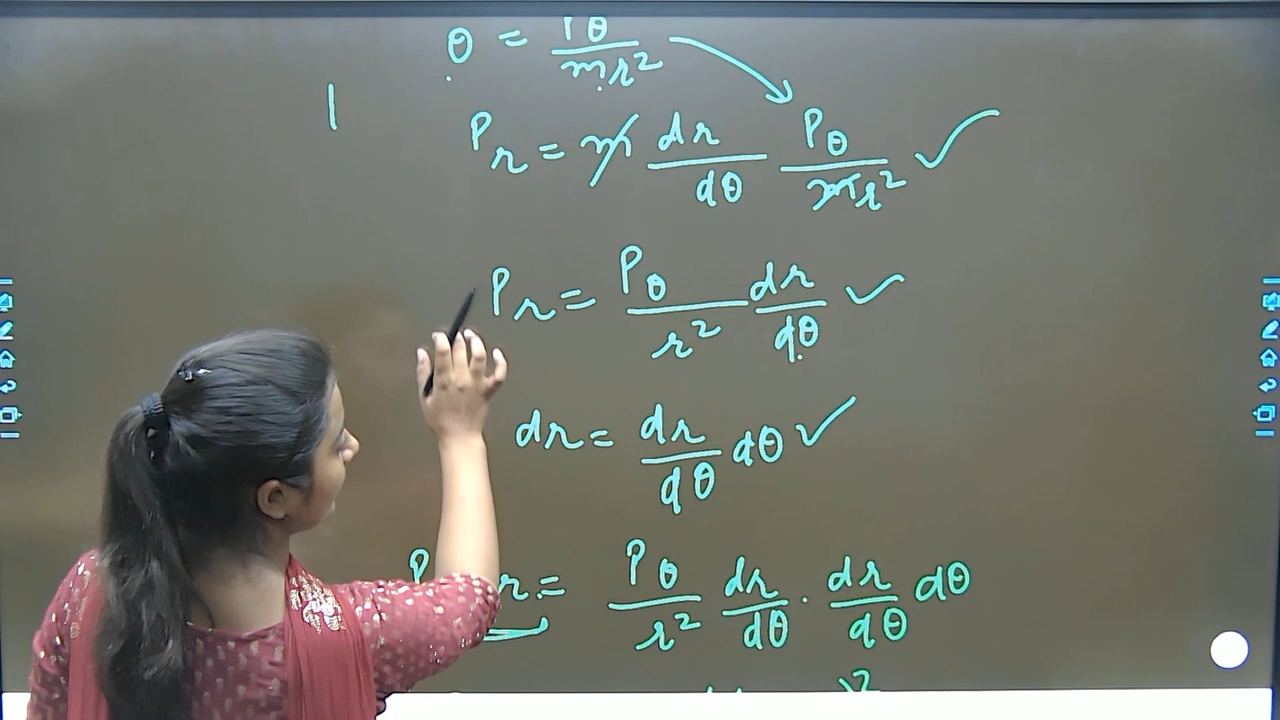 θ̇ = Pθ / mr²
|
Pr = m dr/dθ Pθ/mr² ✓
Pr = Pθ/r² dr/dθ ✓
dr = dr/dθ dθ ✓
P r = Pθ/r² dr/dθ · dr/dθ dθ
)²